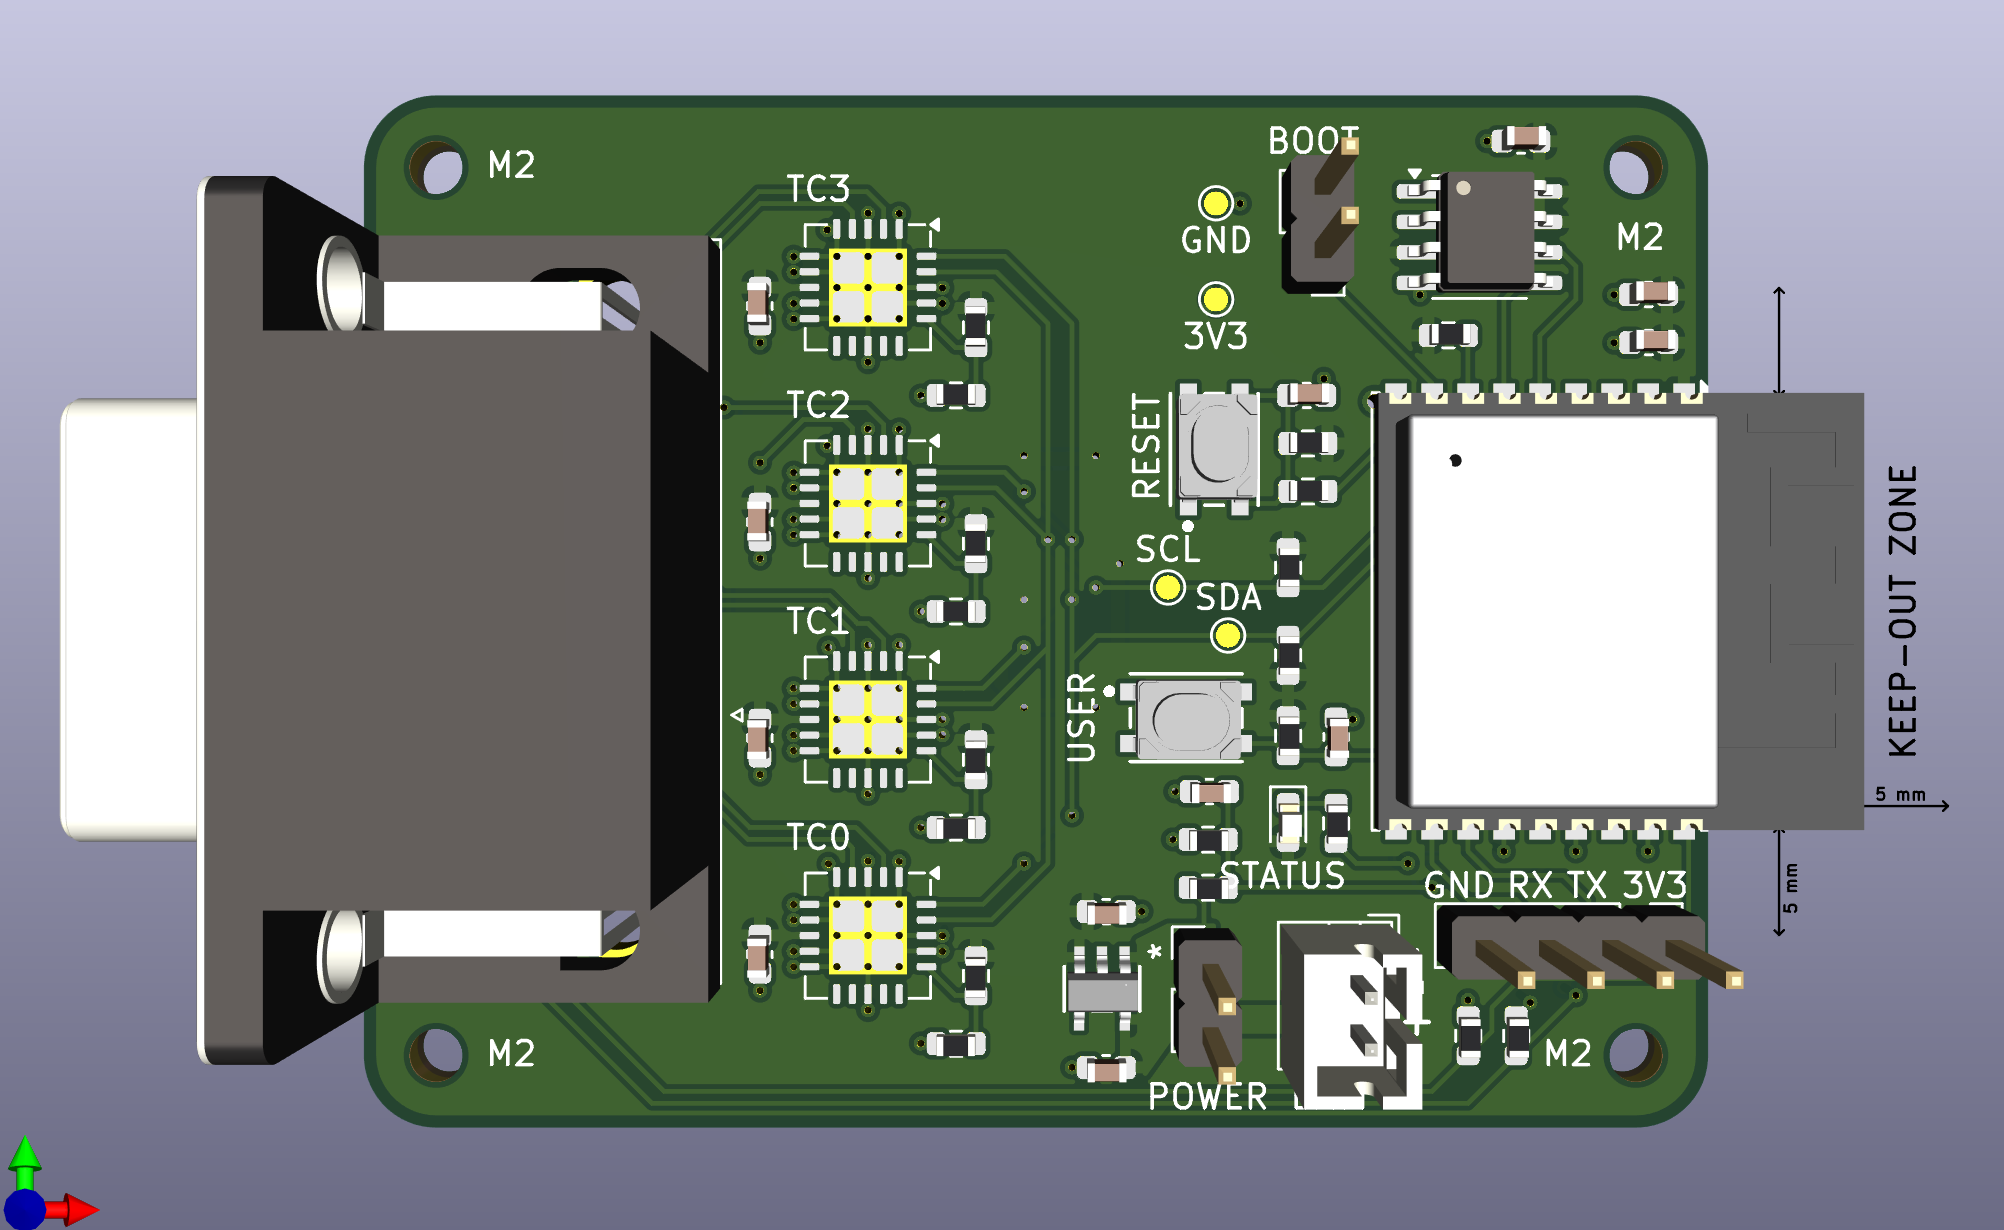 BOOT
M2
TC3
M2
GND
3V3
TC2
RESET
KEEP-OUT ZONE
SCL
SDA
TC1
USER
5 mm
TC0
STATUS
GND RX TX 3V3
5 mm
*
+
M2
M2
POWER